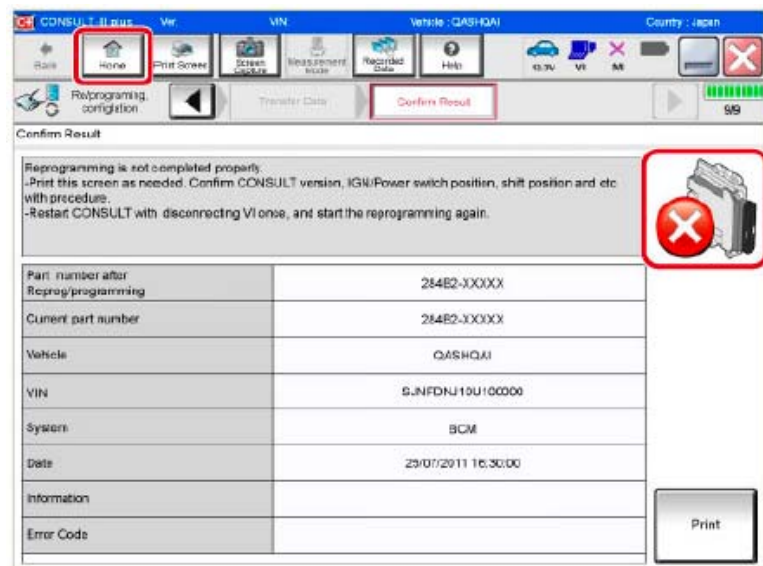 CONSULT-III plus Ver. VIN: Vehicle : QASHQAI Country : Japan
Back Home Print Screen Screen Capture Measurement Mode Recorded Data Help VI MI
Re/programing, configlation Transfer Data Confirm Result 9/9
Confirm Result
Reprogramming is not completed properly.
-Print this screen as needed. Confirm CONSULT version, IGN/Power switch position, shift position and etc
with procedure.
-Restart CONSULT with disconnecting VI once, and start the reprogramming again.
Part number after
Reprog/programming
284B2-XXXXX
Current part number 284B2-XXXXX
Vehicle QASHQAI
VIN
System BCM
Date 25/07/2011 16:30:00
Information
Error Code
Print